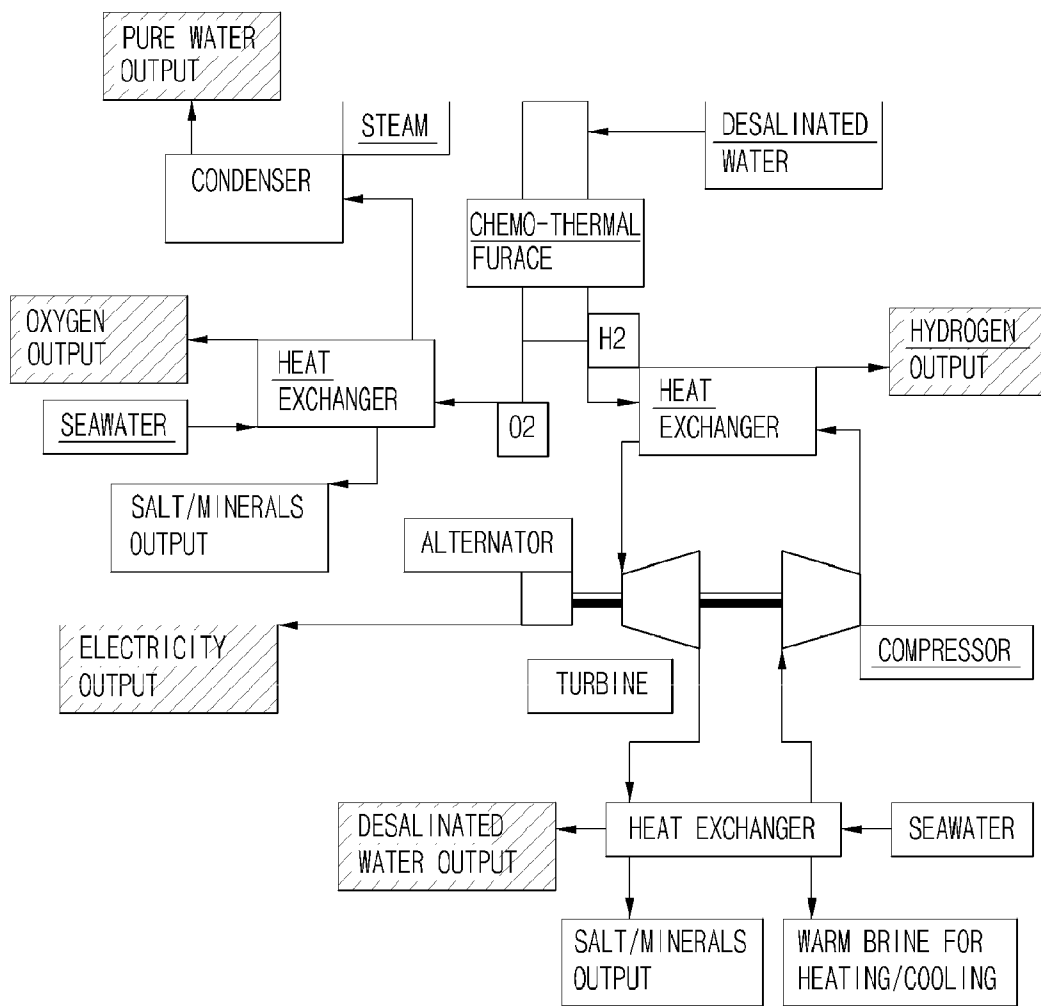 PURE WATER
OUTPUT
STEAM
DESALINATED
WATER
CONDENSER
CHEMO-THERMAL
FURACE
OXYGEN
OUTPUT
H2
HYDROGEN
OUTPUT
HEAT
EXCHANGER
HEAT
EXCHANGER
SEAWATER
O2
SALT/MINERALS
OUTPUT
ALTERNATOR
ELECTRICITY
OUTPUT
TURBINE
COMPRESSOR
DESALINATED
WATER OUTPUT
HEAT EXCHANGER
SEAWATER
SALT/MINERALS
OUTPUT
WARM BRINE FOR
HEATING/COOLING